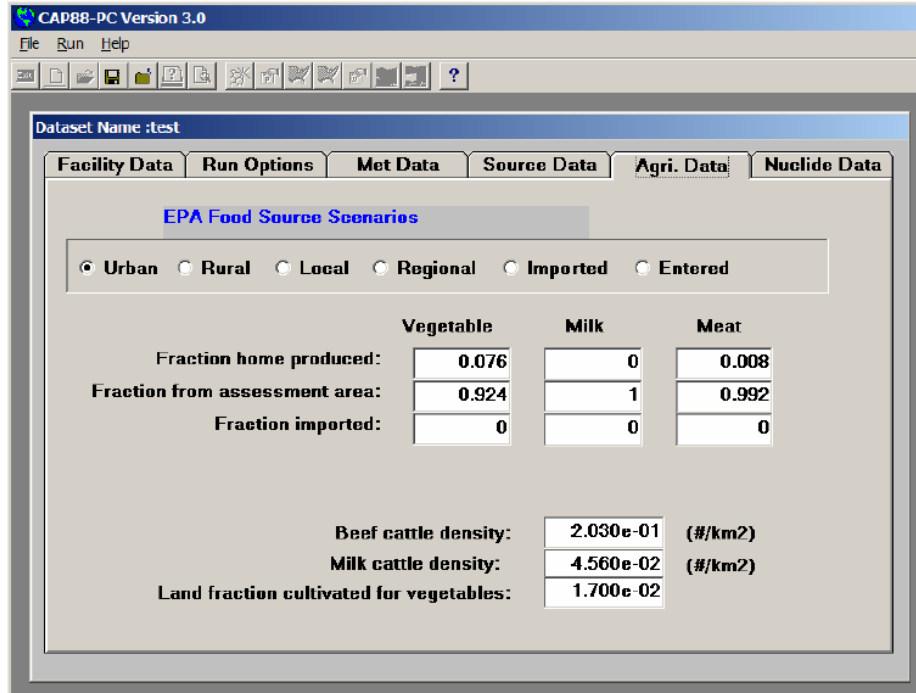 CAP88-PC Version 3.0
File Run Help
?
Dataset Name :test
Facility Data Run Options Met Data Source Data Agri. Data Nuclide Data
EPA Food Source Scenarios
Urban Rural Local Regional Imported Entered
Vegetable Milk Meat
Fraction home produced: 0.076 0 0.008
Fraction from assessment area: 0.924 1 0.992
Fraction imported: 0 0 0
Beef cattle density: 2.030e-01 (#/km2)
Milk cattle density: 4.560e-02 (#/km2)
Land fraction cultivated for vegetables: 1.700e-02